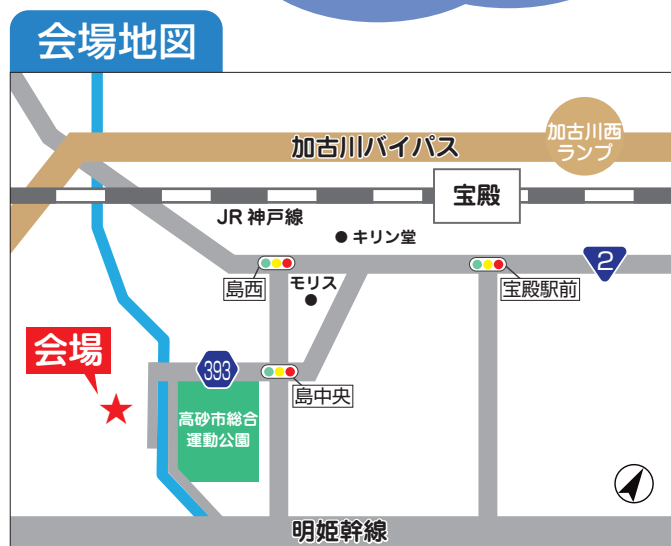 会場地図
加古川バイパス
加古川西
ランプ
宝殿
JR 神戸線
キリン堂
2
島西
モリス
宝殿駅前
会場
393
島中央
高砂市総合
運動公園
明姫幹線